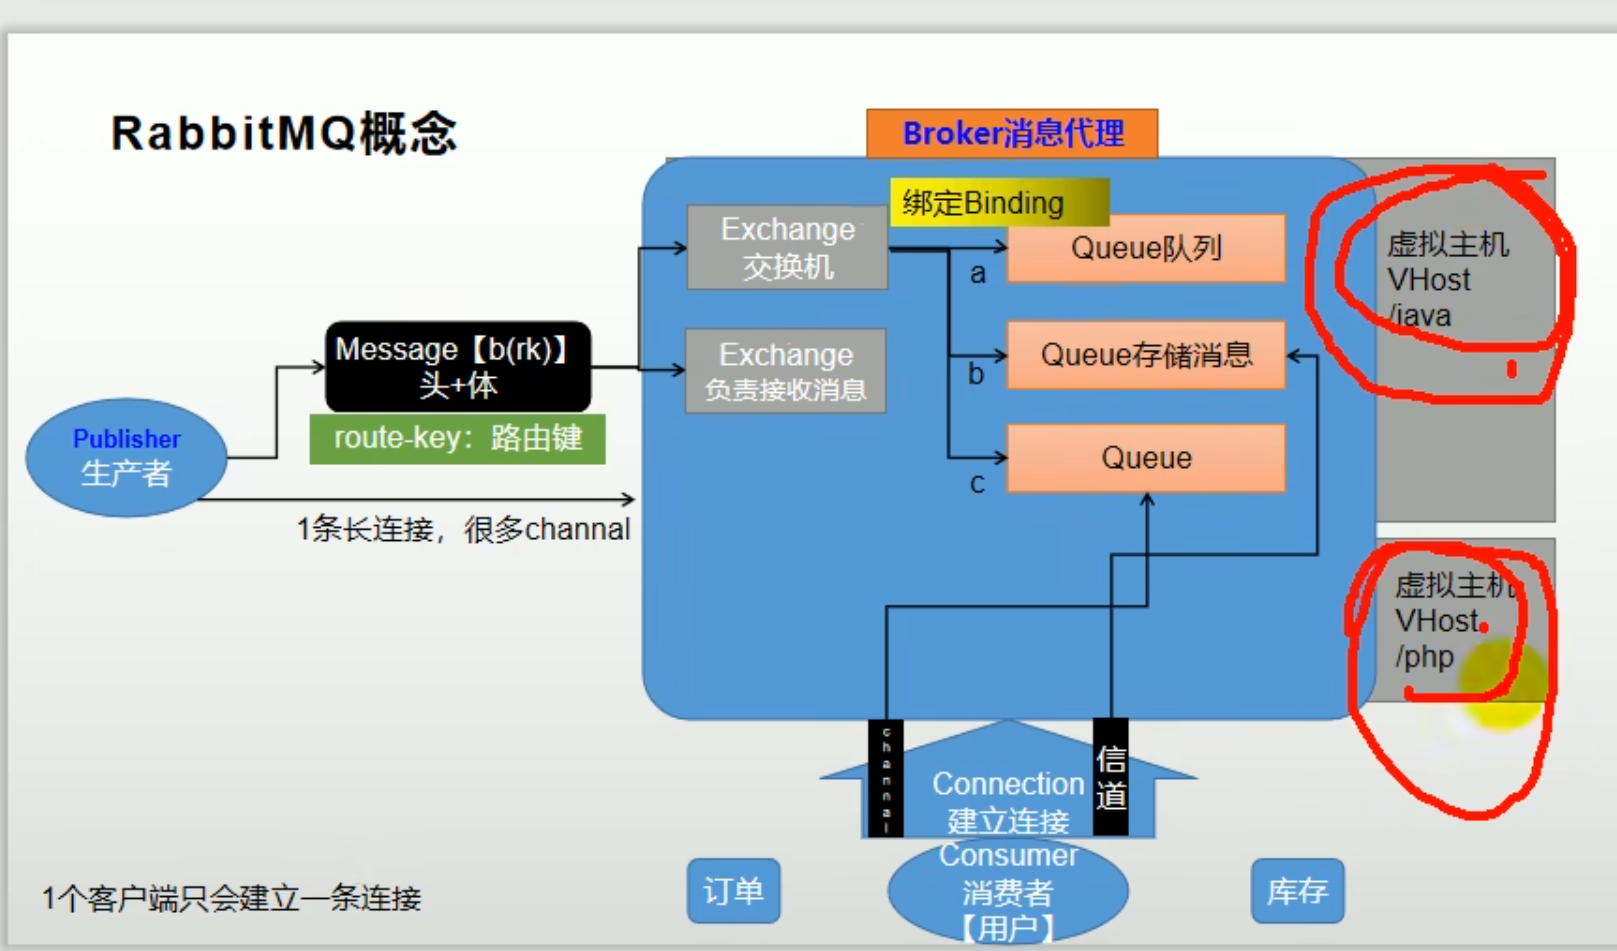 RabbitMQ概念
Broker消息代理
绑定Binding
Exchange
交换机
Queue队列
a
虚拟主机
VHost
/java
Message【b(rk)】
头+体
Exchange
负责接收消息
Queue存储消息
b
route-key：路由键
Publisher
生产者
Queue
c
1条长连接，很多channal
虚拟主机
VHost
/php
channal
Connection
建立连接
信道
Consumer
消费者
【用户】
订单
库存
1个客户端只会建立一条连接